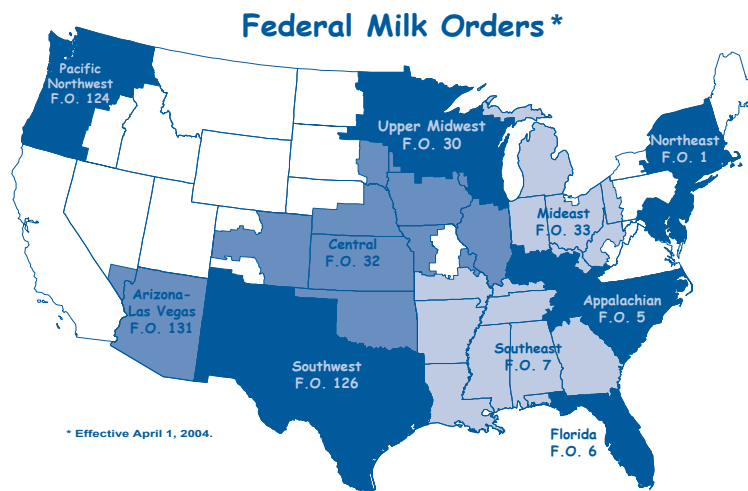 Federal Milk Orders *
Pacific
Northwest
F.O. 124
Upper Midwest
F.O. 30
Northeast
F.O. 1
Mideast
F.O. 33
Central
F.O. 32
Arizona-
Las Vegas
F.O. 131
Appalachian
F.O. 5
Southeast
F.O. 7
Southwest
F.O. 126
Florida
F.O. 6
* Effective April 1, 2004.